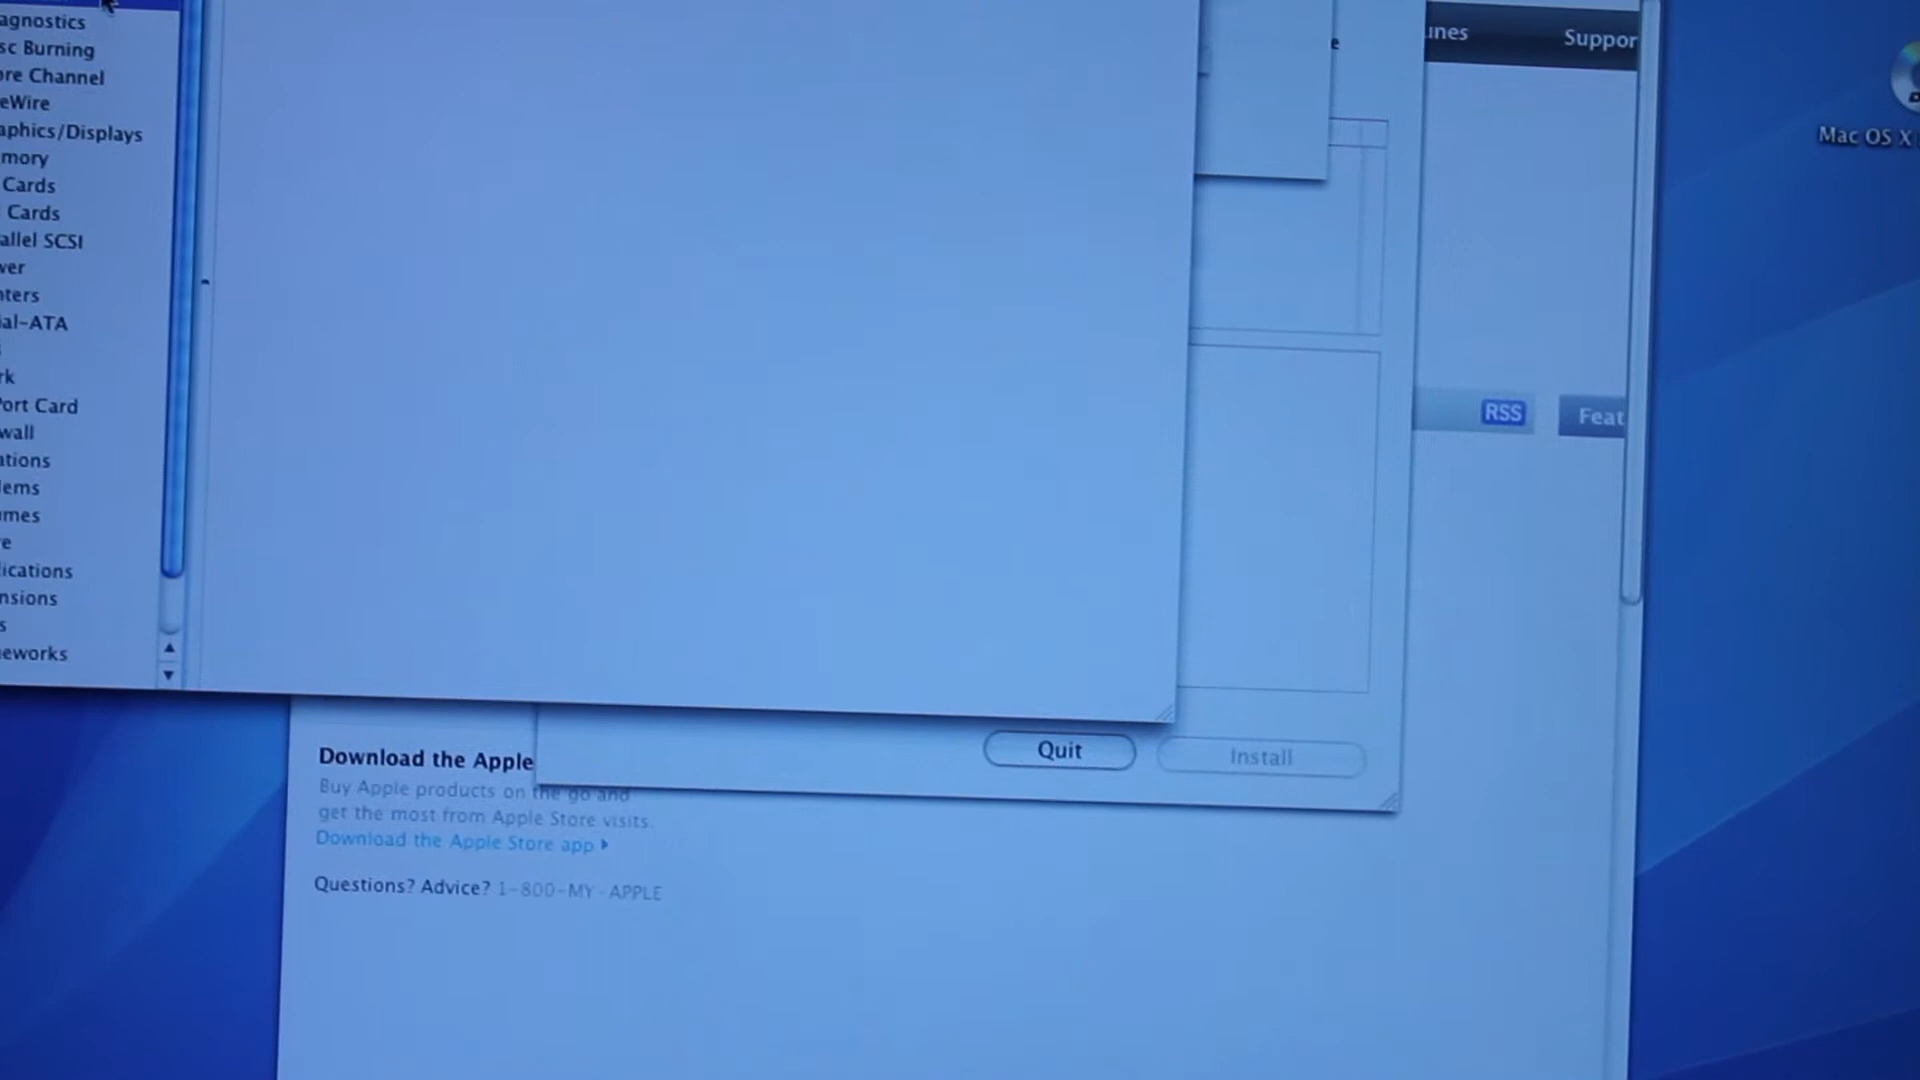 agnostics
sc Burning
ore Channel
eWire
aphics/Displays
mory
Cards
Cards
allel SCSI
wer
nters
ial-ATA
rk
Port Card
wall
ations
lems
umes
e
ications
nsions
s
eworks
e
unes Suppor
RSS Feat
Mac OS X
Quit Install
Download the Apple
Buy Apple products on the go and
get the most from Apple Store visits.
Download the Apple Store app
Questions? Advice? 1-800-MY-APPLE